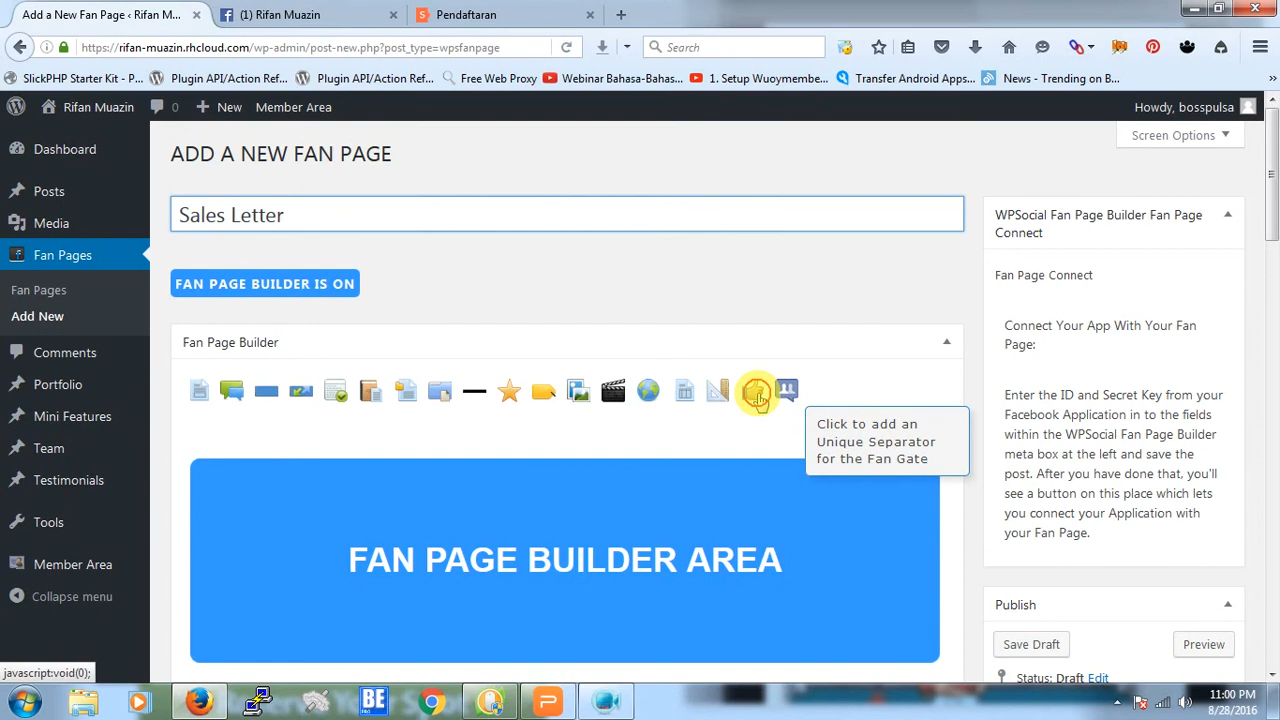 Add a New Fan Page ‹ Rifan M...
(1) Rifan Muazin
Pendaftaran
https://rifan-muazin.rhcloud.com/wp-admin/post-new.php?post_type=wpsfanpage
Search
SlickPHP Starter Kit - P...
Plugin API/Action Ref...
Plugin API/Action Ref...
Free Web Proxy
Webinar Bahasa-Bahas...
1. Setup Wuoymembe...
Transfer Android Apps...
News - Trending on B...
Rifan Muazin
0
New
Member Area
Howdy, bosspulsa
Screen Options
Dashboard
Posts
Media
Fan Pages
Fan Pages
Add New
Comments
Portfolio
Mint Features
Team
Testimonials
Tools
Member Area
Collapse menu
ADD A NEW FAN PAGE
Sales Letter
FAN PAGE BUILDER IS ON
Fan Page Builder
Click to add an
Unique Separator
for the Fan Gate
FAN PAGE BUILDER AREA
WPSocial Fan Page Builder Fan Page
Connect
Fan Page Connect
Connect Your App With Your Fan
Page:
Enter the ID and Secret Key from your
Facebook Application in to the fields
within the WPSocial Fan Page Builder
meta box at the left and save the
post. After you have done that, you'll
see a button on this place which lets
you connect your Application with
your Fan Page.
Publish
Save Draft
Preview
Status: Draft Edit
javascript:void(0);
BE
11:00 PM
8/28/2016